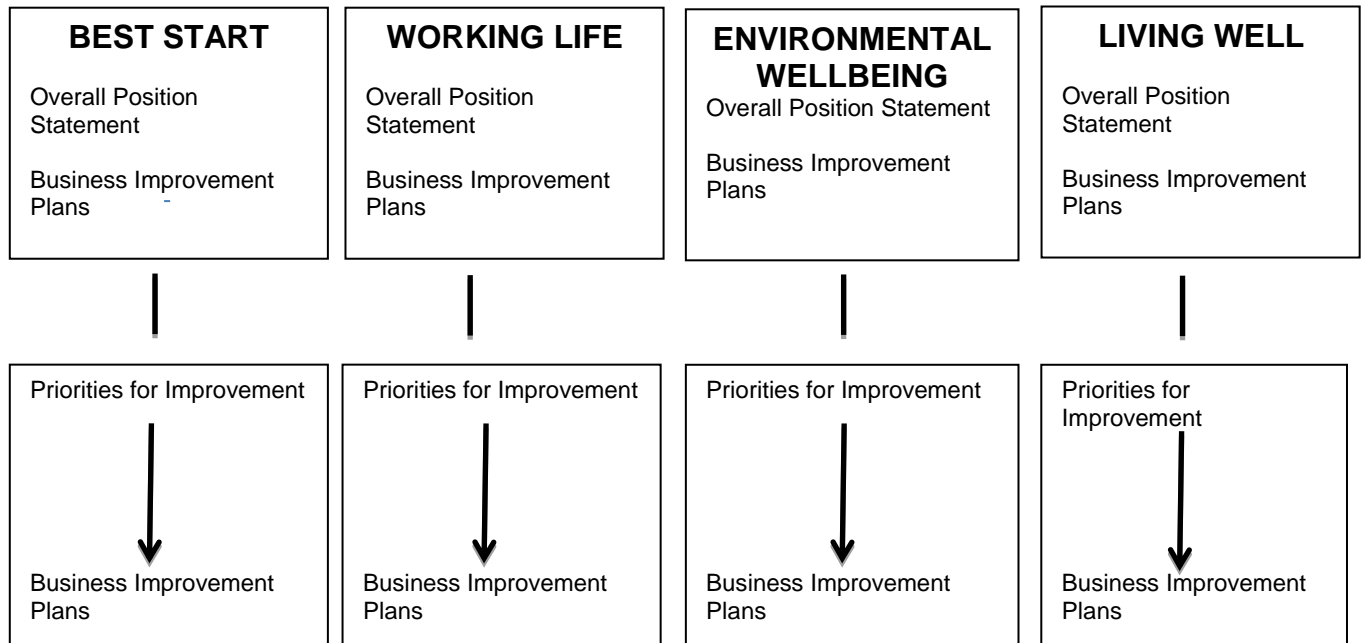 BEST START
Overall Position
Statement
Business Improvement
Plans
WORKING LIFE
Overall Position
Statement
Business Improvement
Plans
ENVIRONMENTAL
WELLBEING
Overall Position Statement
Business Improvement
Plans
LIVING WELL
Overall Position
Statement
Business Improvement
Plans
Priorities for Improvement
Business Improvement
Plans
Priorities for Improvement
Business Improvement
Plans
Priorities for Improvement
Business Improvement
Plans
Priorities for
Improvement
Business Improvement
Plans